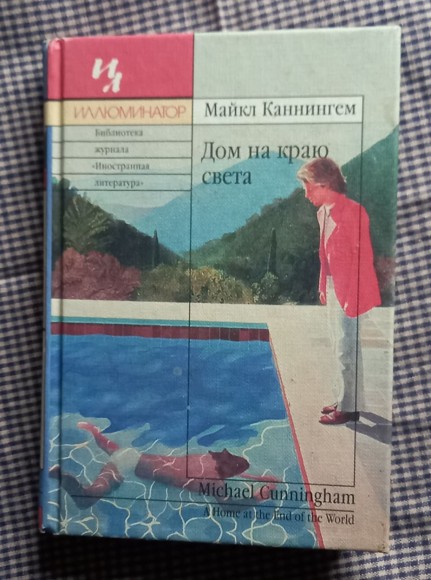 ИЛ
ИЛЛЮМИНАТОР
Библиотека
журнала
«Иностранная
литература»
Майкл Каннингем
Дом на краю
света
Michael Cunningham
A Home at the End of the World